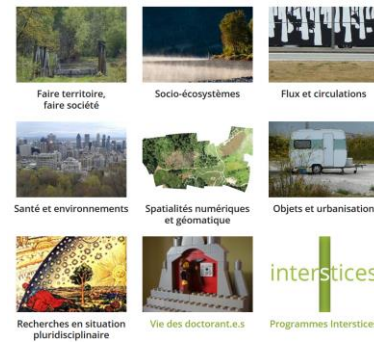 Faire territoire,
faire société
Socio-écosystèmes
Flux et circulations
Santé et environnements
Spatialités numériques
et géomatique
Objets et urbanisation
interstices
Recherches en situation
pluridisciplinaire
Vie des doctorant.e.s
Programmes Interstice